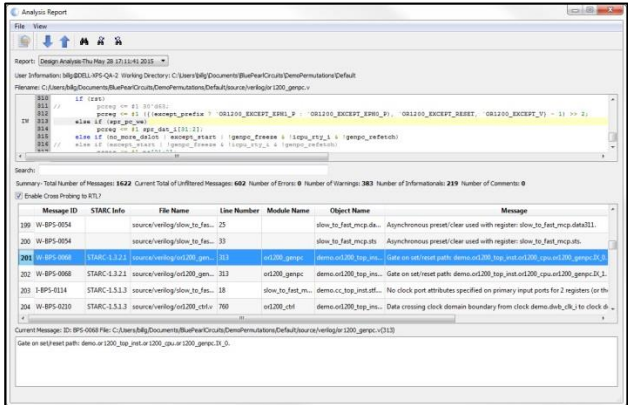 Analysis Report
File View
Report: Design Analysis-Thu May 28 17:11:41 2015
User Information: billg@DELL-XPS-QA-2 Working Directory: C:\Users\billg\Documents\BluePearlCircuits\DemoPermutations\Default
Filename: C:/Users/billg/Documents/BluePearlCircuits/DemoPermutations/Default/source/verilog/or1200_genpc.v
310 if (rst)
311 // pcreg <= #1 30'd63;
312 pcreg <= #1 ({(except_prefix ? `OR1200_EXCEPT_EPH1_P : `OR1200_EXCEPT_EPH0_P), `OR1200_EXCEPT_RESET, `OR1200_EXCEPT_V} - 1) >> 2;
IW 313 else if (spr_pc_we)
314 pcreg <= #1 spr_dat_i[31:2];
315 else if (no_more_dslot | except_start | !genpc_freeze & !icpu_rty_i & !genpc_refetch)
316 // else if (except_start | !genpc_freeze & !icpu_rty_i & !genpc_refetch)
Search:
Summary- Total Number of Messages: 1622 Current Total of Unfiltered Messages: 602 Number of Errors: 0 Number of Warnings: 383 Number of Informationals: 219 Number of Comments: 0
Enable Cross Probing to RTL?
Message ID STARC Info File Name Line Number Module Name Object Name Message
199 W-BPS-0054 source/verilog/slow_to_fas... 25 slow_to_fast_mcp.da... Asynchronous preset/clear used with register: slow_to_fast_mcp.data311.
200 W-BPS-0054 source/verilog/slow_to_fas... 33 slow_to_fast_mcp.sts Asynchronous preset/clear used with register: slow_to_fast_mcp.sts.
201 W-BPS-0068 STARC-1.3.2.1 source/verilog/or1200_gen... 313 or1200_genpc demo.or1200_top_ins... Gate on set/reset path: demo.or1200_top_inst.or1200_cpu.or1200_genpc.IX_0.
202 W-BPS-0068 STARC-1.3.2.1 source/verilog/or1200_gen... 313 or1200_genpc demo.or1200_top_ins... Gate on set/reset path: demo.or1200_top_inst.or1200_cpu.or1200_genpc.IX_1.
203 I-BPS-0114 STARC-1.5.1.3 source/verilog/slow_to_fas... 18 slow_to_fast_m... demo.cc_top_inst.stf... No clock port attributes specified on primary input ports for 2 registers (or the
204 W-BPS-0210 STARC-1.5.1.3 source/verilog/or1200_ctrl.v 760 or1200_ctrl demo.or1200_top_ins... Data crossing clock domain boundary from clock demo.dwb_clk_i to clock d
Current Message: ID: BPS-0068 File: C:/Users/billg/Documents/BluePearlCircuits/DemoPermutations/Default/source/verilog/or1200_genpc.v(313)
Gate on set/reset path: demo.or1200_top_inst.or1200_cpu.or1200_genpc.IX_0.